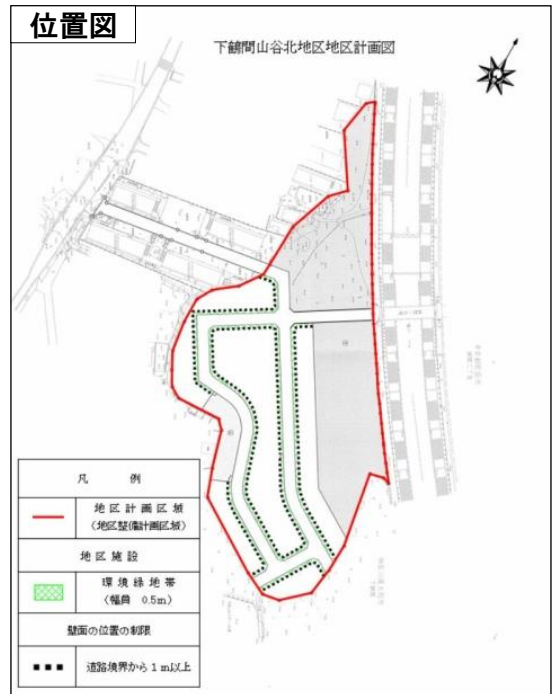 位置図
下鶴間山谷北地区地区計画図
凡 例
地区計画区域
(地区整備計画区域)
地区施設
環境緑地帯
(幅員 0.5m)
壁面の位置の制限
道路境界から1m以上